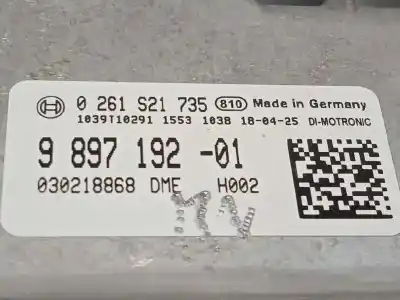 0 261 S21 735 810 Made in Germany
1039T10291 1553 1038 18-04-25 DI-MOTRONIC
9 897 192 -01
030218868 DME H002